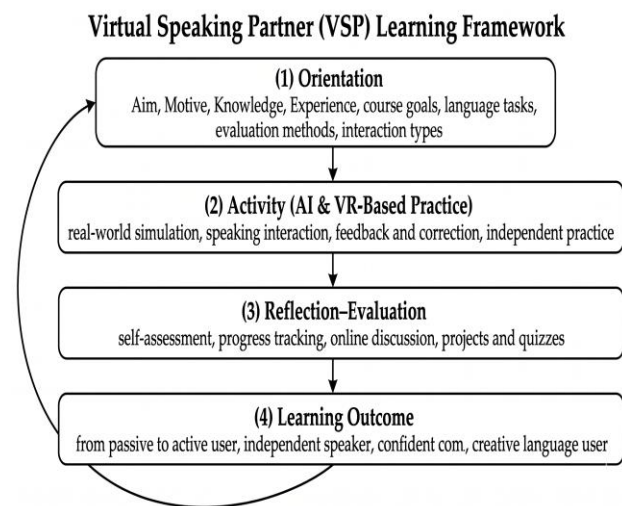 Virtual Speaking Partner (VSP) Learning Framework
(1) Orientation
Aim, Motive, Knowledge, Experience, course goals, language tasks,
evaluation methods, interaction types
(2) Activity (AI & VR-Based Practice)
real-world simulation, speaking interaction, feedback and correction, independent practice
(3) Reflection–Evaluation
self-assessment, progress tracking, online discussion, projects and quizzes
(4) Learning Outcome
from passive to active user, independent speaker, confident com., creative language user